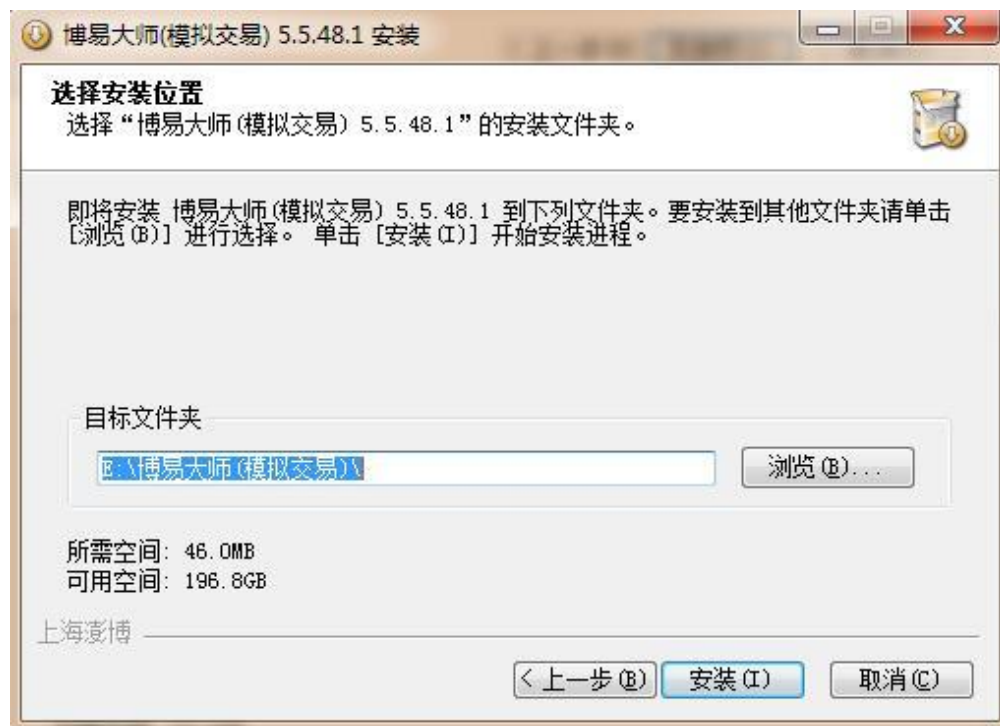 博易大师(模拟交易) 5.5.48.1 安装
选择安装位置
选择“博易大师(模拟交易) 5.5.48.1”的安装文件夹。
即将安装 博易大师(模拟交易) 5.5.48.1 到下列文件夹。要安装到其他文件夹请单击
[浏览(B)] 进行选择。 单击 [安装(I)] 开始安装进程。
目标文件夹
E:\博易大师(模拟交易)\
浏览(B)...
所需空间: 46.0MB
可用空间: 196.8GB
上海澎博
< 上一步(B) 安装(I) 取消(C)